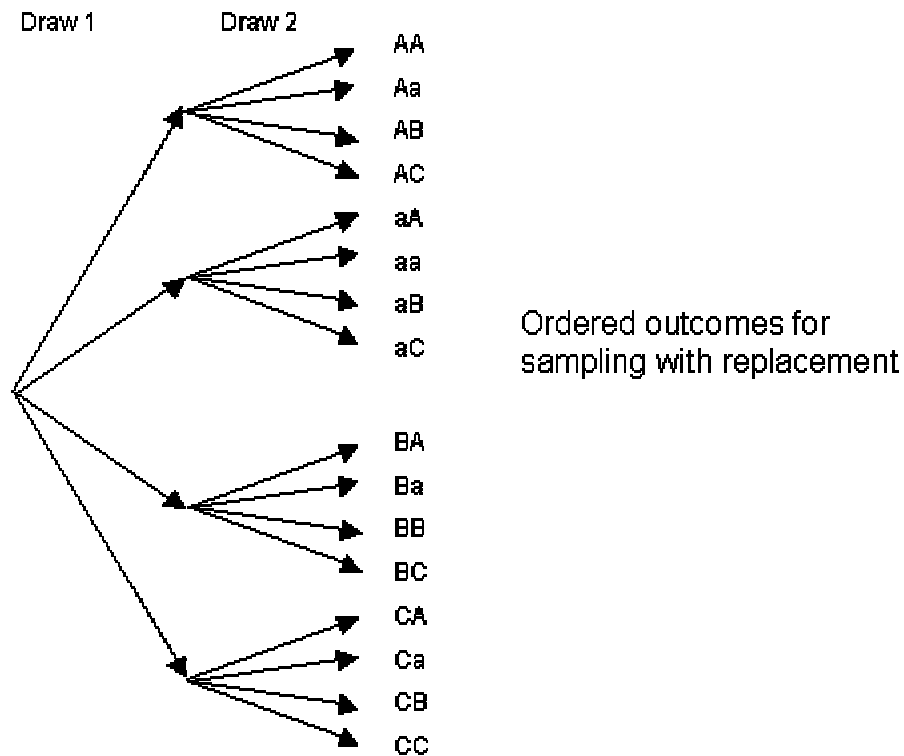 Draw 1
Draw 2
AA
Aa
AB
AC
aA
aa
aB
aC
Ordered outcomes for
sampling with replacement
BA
Ba
BB
BC
CA
Ca
CB
CC